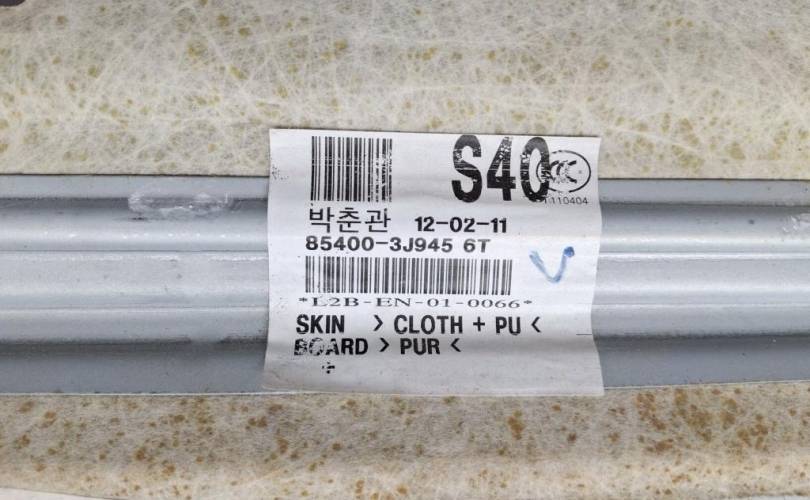 S40
110404
박춘관 12-02-11
85400-3J945 6T
*L2B-EN-01-0066*
SKIN > CLOTH + PU <
BOARD > PUR <